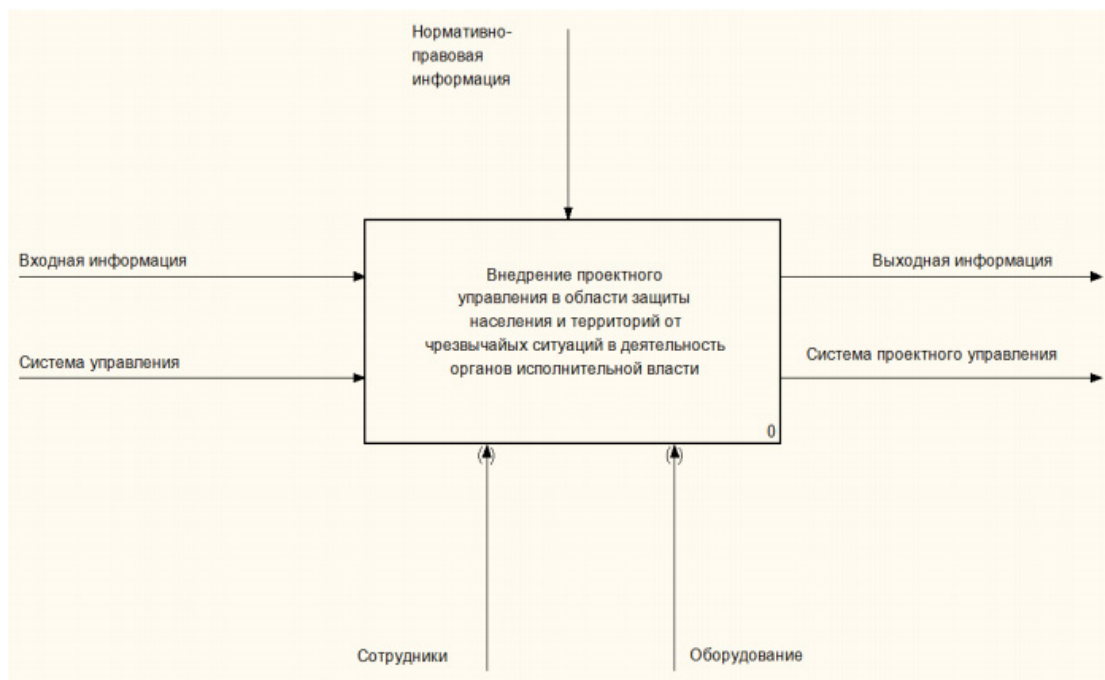 Нормативно-
правовая
информация
Входная информация
Система управления
Внедрение проектного
управления в области защиты
населения и территорий от
чрезвычайых ситуаций в деятельность
органов исполнительной власти
0
Выходная информация
Система проектного управления
Сотрудники
Оборудование